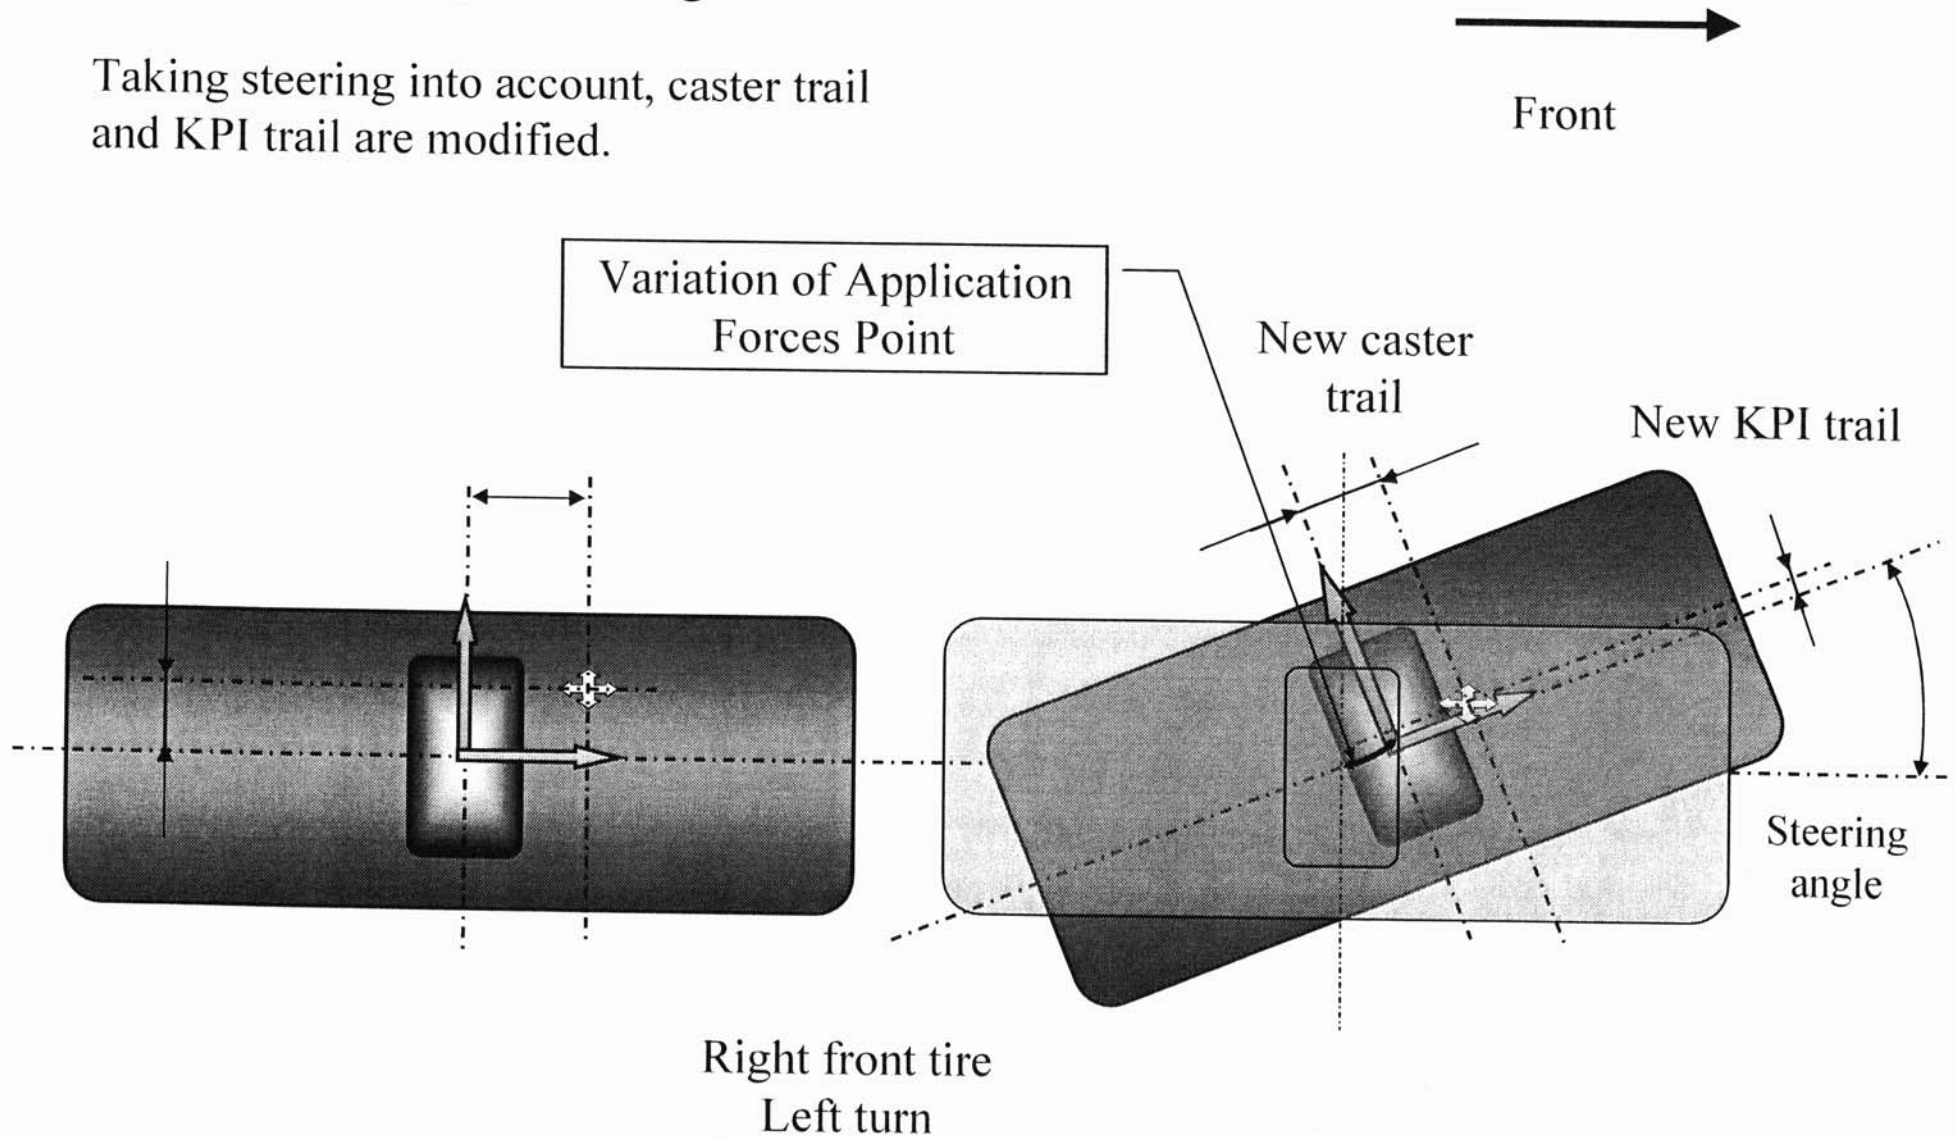 Taking steering into account, caster trail
and KPI trail are modified.
Front
Variation of Application
Forces Point
New caster
trail
New KPI trail
Steering
angle
Right front tire
Left turn